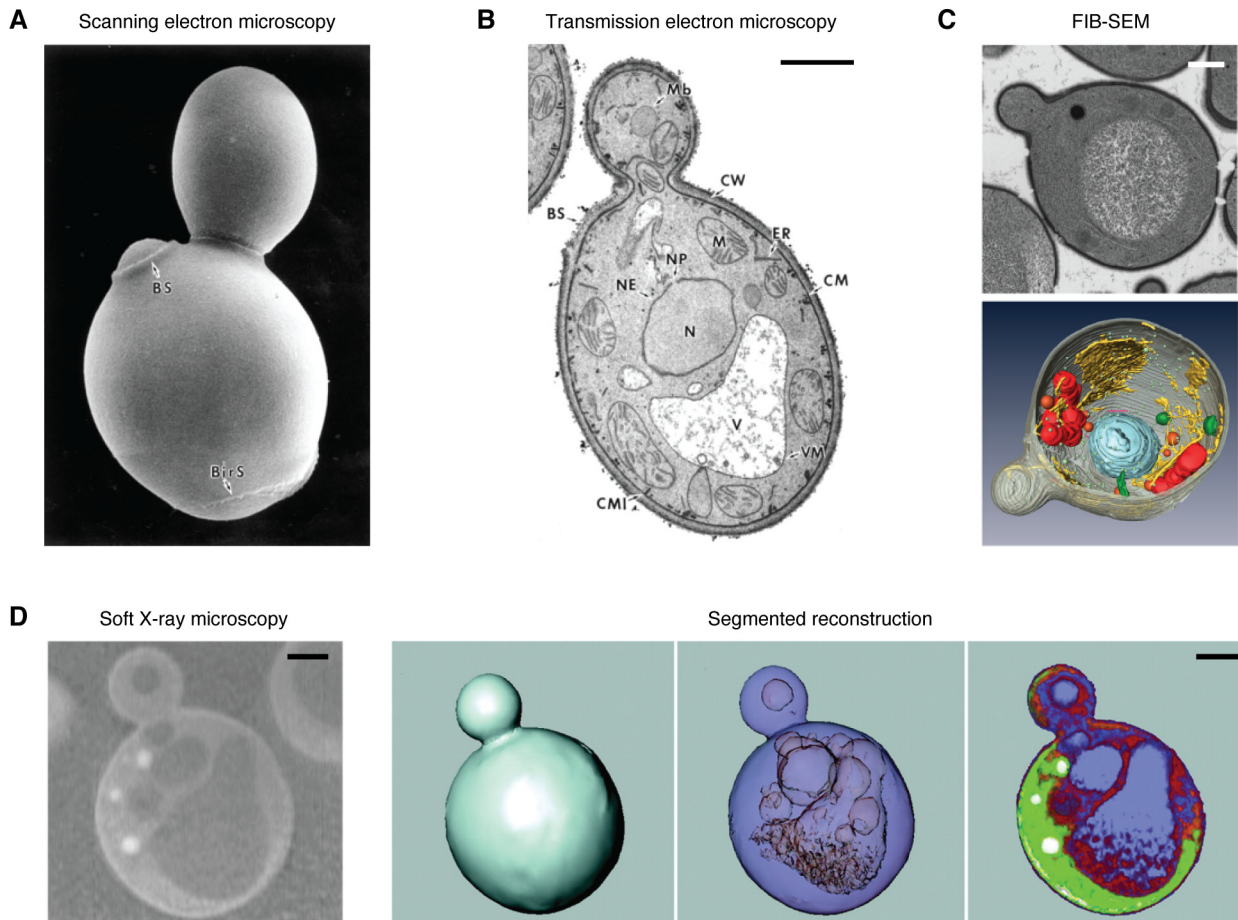 A
Scanning electron microscopy
BS
BirS
B
Transmission electron microscopy
Mb
CW
BS
M
ER
NP
NE
CM
N
V
VM
CMI
C
FIB-SEM
D
Soft X-ray microscopy
Segmented reconstruction